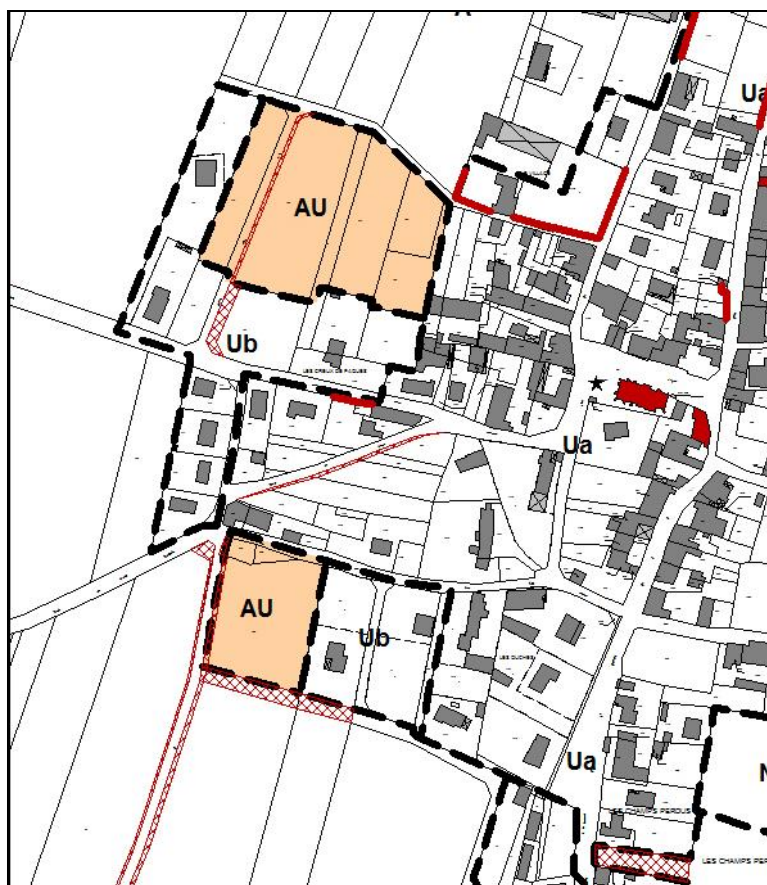 A
Ua
AU
Ub
LES CREUX DE PAQUES
Ua
AU
Ub
LES OUCHES
Ua
N
LES CHAMPS PERDUS
LES CHAMPS PER